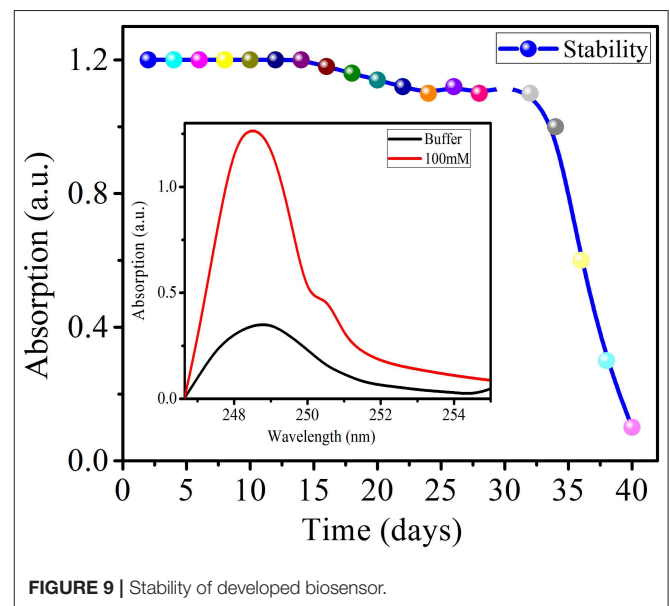 Stability
1.2
0.8
0.4
0.0
Absorption (a.u.)
0 5 10 15 20 25 30 35 40
Time (days)
Buffer
100mM
1.0
0.5
0.0
Absorption (a.u.)
248 250 252 254
Wavelength (nm)
FIGURE 9 | Stability of developed biosensor.